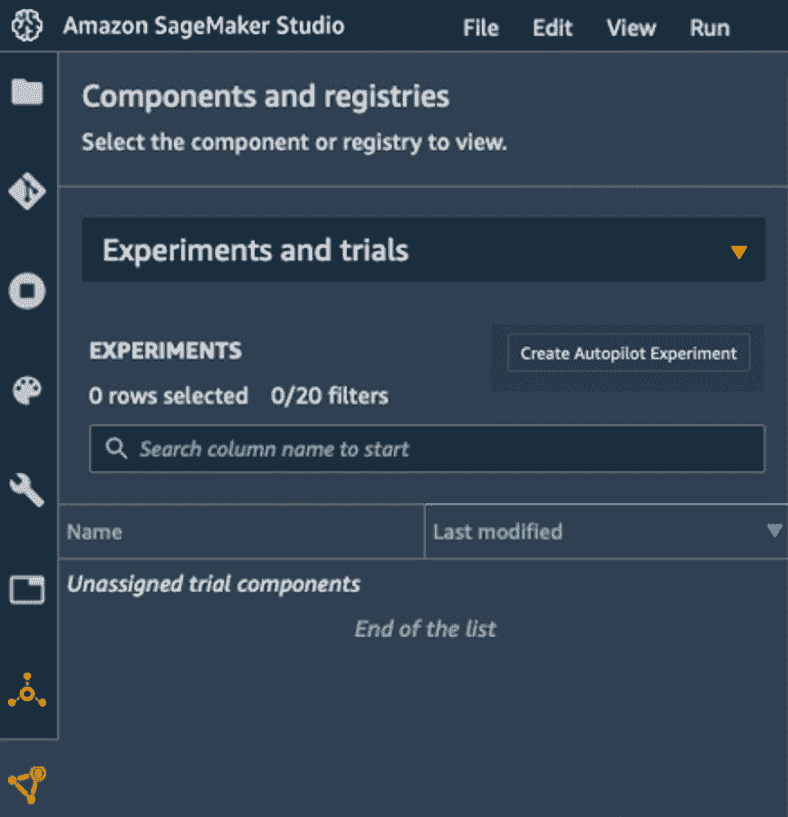 Amazon SageMaker Studio File Edit View Run
Components and registries
Select the component or registry to view.
Experiments and trials
EXPERIMENTS Create Autopilot Experiment
0 rows selected 0/20 filters
Search column name to start
Name Last modified
Unassigned trial components
End of the list